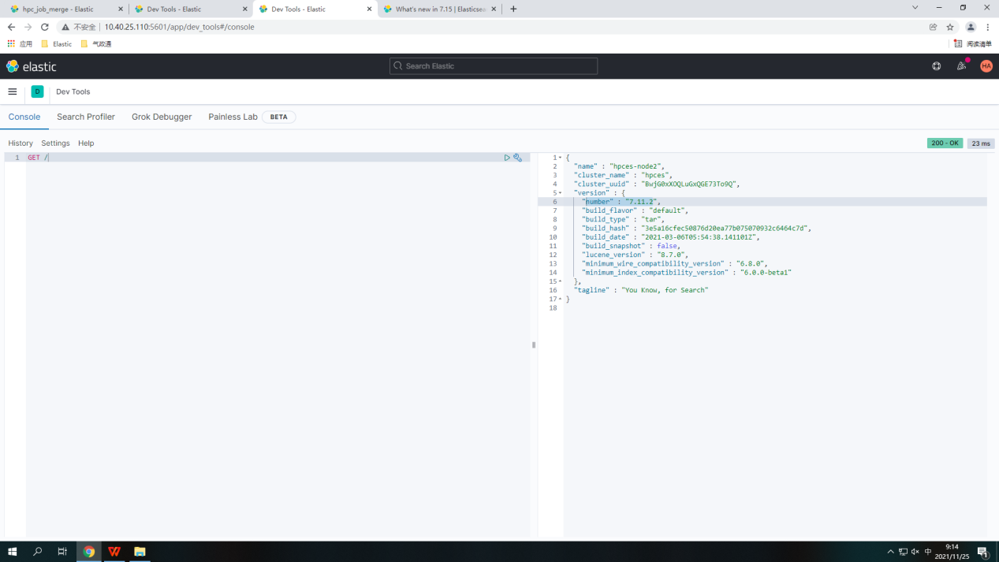 hpc_job_merge - Elastic
Dev Tools - Elastic
Dev Tools - Elastic
What's new in 7.15 | Elasticsea
不安全 | 10.40.25.110:5601/app/dev_tools#/console
应用 Elastic 气政通 阅读清单
elastic Search Elastic HA
D Dev Tools
Console Search Profiler Grok Debugger Painless Lab BETA
History Settings Help 200 - OK 23 ms
1 GET /
1 {
2 "name" : "hpces-node2",
3 "cluster_name" : "hpces",
4 "cluster_uuid" : "BwjG0xXOQLuGxQGE73To9Q",
5 "version" : {
6 "number" : "7.11.2",
7 "build_flavor" : "default",
8 "build_type" : "tar",
9 "build_hash" : "3e5a16cfec50876d20ea77b075070932c6464c7d",
10 "build_date" : "2021-03-06T05:54:38.141101Z",
11 "build_snapshot" : false,
12 "lucene_version" : "8.7.0",
13 "minimum_wire_compatibility_version" : "6.8.0",
14 "minimum_index_compatibility_version" : "6.0.0-beta1"
15 },
16 "tagline" : "You Know, for Search"
17 }
18
中
9:14
2021/11/25
1